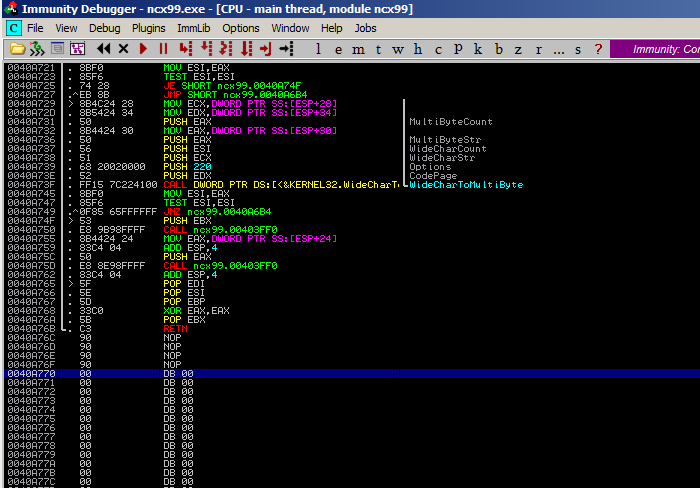 Immunity Debugger - ncx99.exe - [CPU - main thread, module ncx99]
C File View Debug Plugins ImmLib Options Window Help Jobs
l e m t w h c p k b z r ... s ? Immunity: Con
0040A721 . 8BF0 MOV ESI,EAX
0040A723 . 85F6 TEST ESI,ESI
0040A725 . 74 28 JE SHORT ncx99.0040A74F
0040A727 .^EB 8B JMP SHORT ncx99.0040A6B4
0040A729 > 8B4C24 28 MOV ECX,DWORD PTR SS:[ESP+28]
0040A72D . 8B5424 34 MOV EDX,DWORD PTR SS:[ESP+34]
0040A731 . 50 PUSH EAX MultiByteCount
0040A732 . 8B4424 30 MOV EAX,DWORD PTR SS:[ESP+30]
0040A736 . 50 PUSH EAX MultiByteStr
0040A737 . 56 PUSH ESI WideCharCount
0040A738 . 51 PUSH ECX WideCharStr
0040A739 . 68 20020000 PUSH 220 Options
0040A73E . 52 PUSH EDX CodePage
0040A73F . FF15 7C224100 CALL DWORD PTR DS:[<&KERNEL32.WideCharTo WideCharToMultiByte
0040A745 . 8BF0 MOV ESI,EAX
0040A747 . 85F6 TEST ESI,ESI
0040A749 .^0F85 65FFFFFF JNZ ncx99.0040A6B4
0040A74F > 53 PUSH EBX
0040A750 . E8 9B98FFFF CALL ncx99.00403FF0
0040A755 . 8B4424 24 MOV EAX,DWORD PTR SS:[ESP+24]
0040A759 . 83C4 04 ADD ESP,4
0040A75C . 50 PUSH EAX
0040A75D . E8 8E98FFFF CALL ncx99.00403FF0
0040A762 . 83C4 04 ADD ESP,4
0040A765 > 5F POP EDI
0040A766 . 5E POP ESI
0040A767 . 5D POP EBP
0040A768 . 33C0 XOR EAX,EAX
0040A76A . 5B POP EBX
0040A76B . C3 RETN
0040A76C 90 NOP
0040A76D 90 NOP
0040A76E 90 NOP
0040A76F 90 NOP
0040A770 00 DB 00
0040A771 00 DB 00
0040A772 00 DB 00
0040A773 00 DB 00
0040A774 00 DB 00
0040A775 00 DB 00
0040A776 00 DB 00
0040A777 00 DB 00
0040A778 00 DB 00
0040A779 00 DB 00
0040A77A 00 DB 00
0040A77B 00 DB 00
0040A77C 00 DB 00